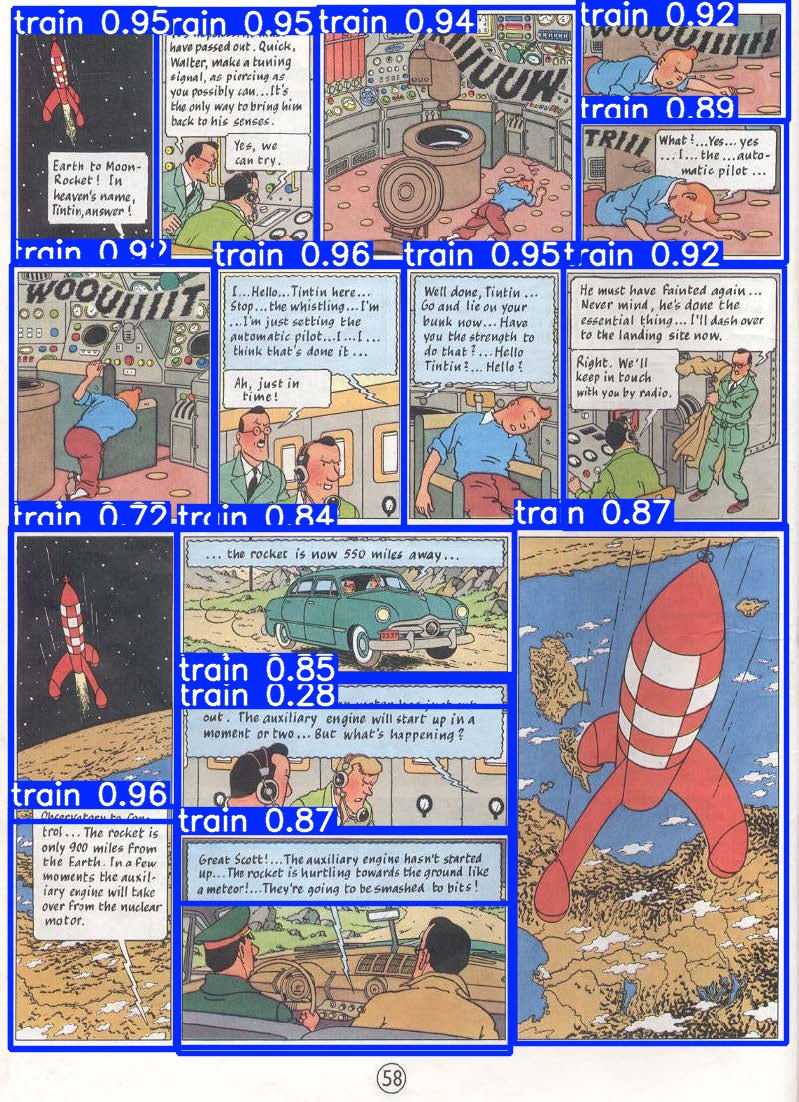 train 0.95
train 0.95
train 0.94
train 0.92
train 0.89
Earth to Moon-
Rocket! In
heaven's name,
Tintin, answer!
have passed out. Quick,
Walter, make a tuning
signal, as piercing as
you possibly can...It's
the only way to bring him
back to his senses.
Yes, we
can try.
WOOUIIIIII
TRIII
What?...Yes...yes
...I...the...auto-
matic pilot...
train 0.92
train 0.96
train 0.95
train 0.92
WOOUIIIIIT
I...Hello...Tintin here...
Stop...the whistling...I'm
...I'm just setting the
automatic pilot...I...I...
think that's done it...
Ah, just in
time!
Well done, Tintin...
Go and lie on your
bunk now...Have
you the strength to
do that?...Hello
Tintin?...Hello?
He must have fainted again...
Never mind, he's done the
essential thing...I'll dash over
to the landing site now.
Right. We'll
keep in touch
with you by radio.
train 0.72
train 0.84
train 0.87
...the rocket is now 550 miles away...
2537
train 0.85
train 0.28
out. The auxiliary engine will start up in a
moment or two...But what's happening?
train 0.96
Observatory to Con-
trol...The rocket is
only 900 miles from
the Earth. In a few
moments the auxil-
iary engine will take
over from the nuclear
motor.
train 0.87
Great Scott!...The auxiliary engine hasn't started
up...The rocket is hurtling towards the ground like
a meteor!...They're going to be smashed to bits!
58